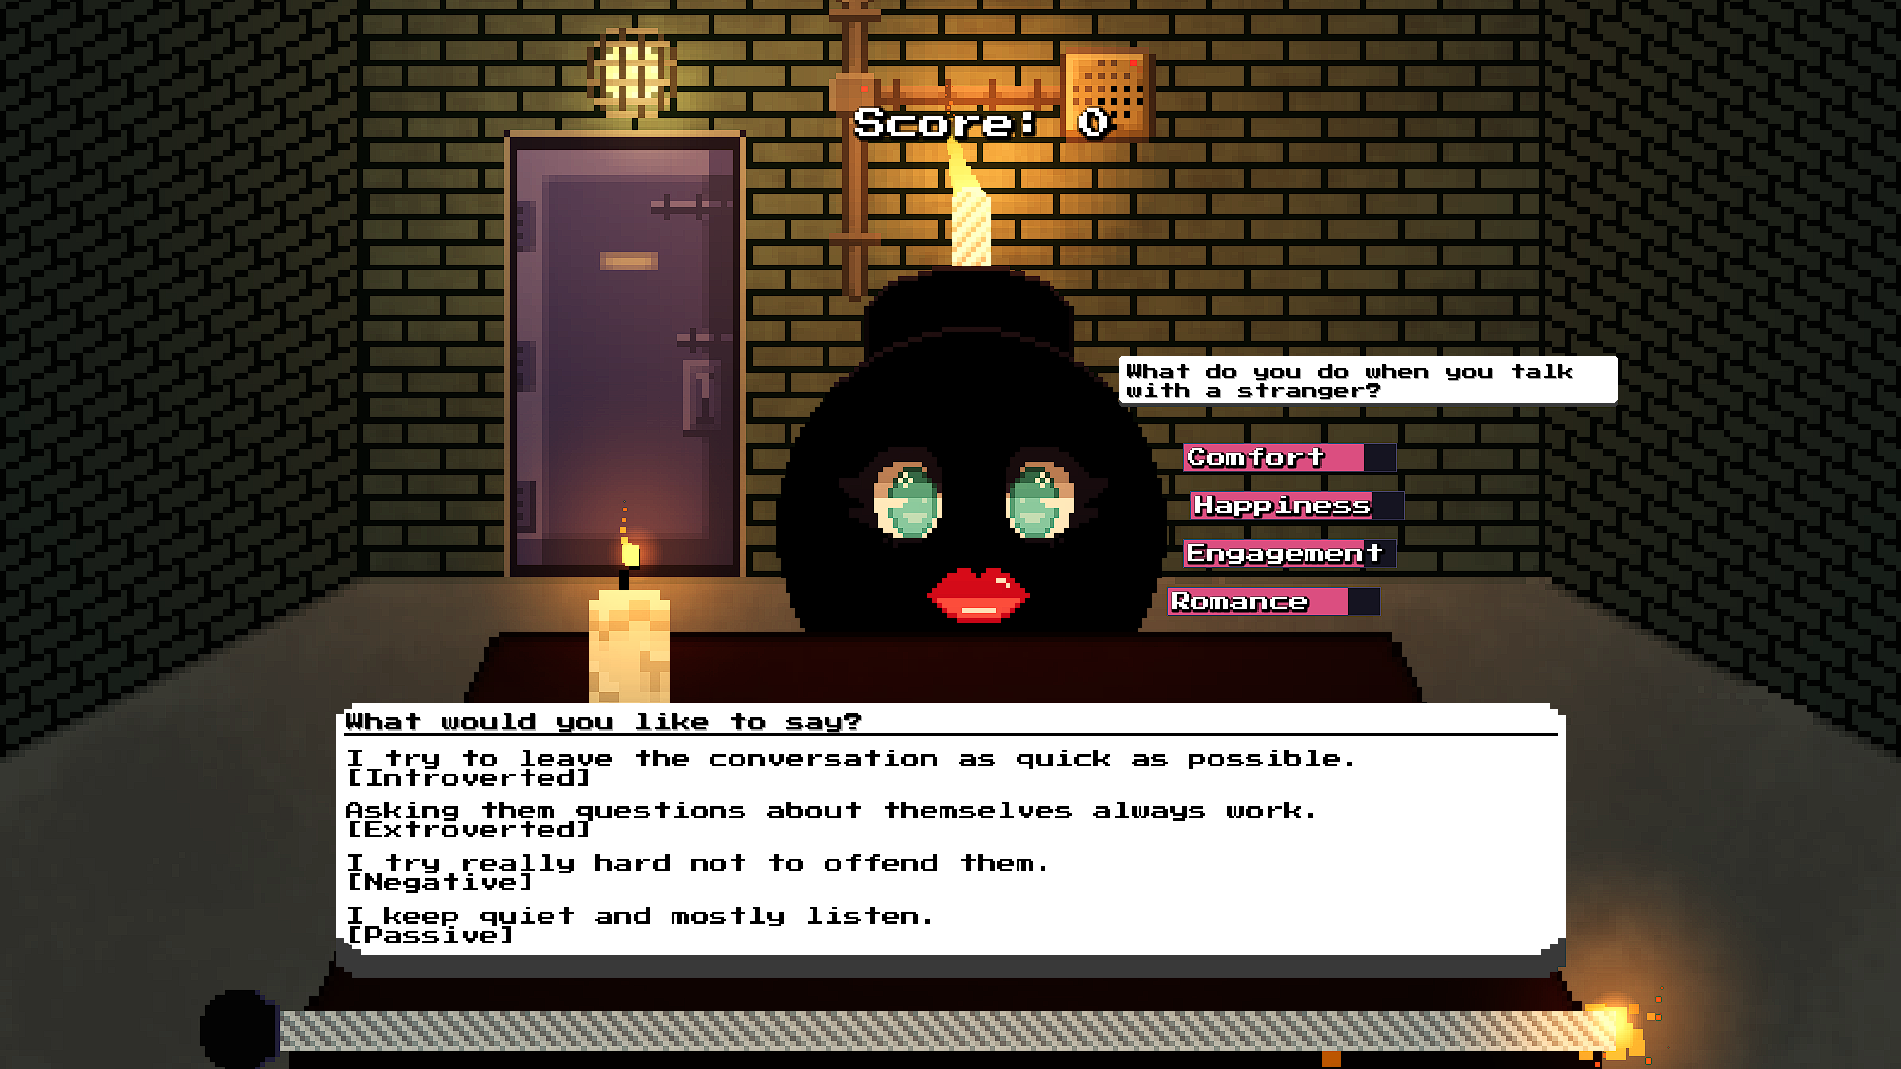 Score: 0
What do you do when you talk
with a stranger?
Comfort
Happiness
Engagement
Romance
What would you like to say?
I try to leave the conversation as quick as possible.
[Introverted]
Asking them questions about themselves always work.
[Extroverted]
I try really hard not to offend them.
[Negative]
I keep quiet and mostly listen.
[Passive]